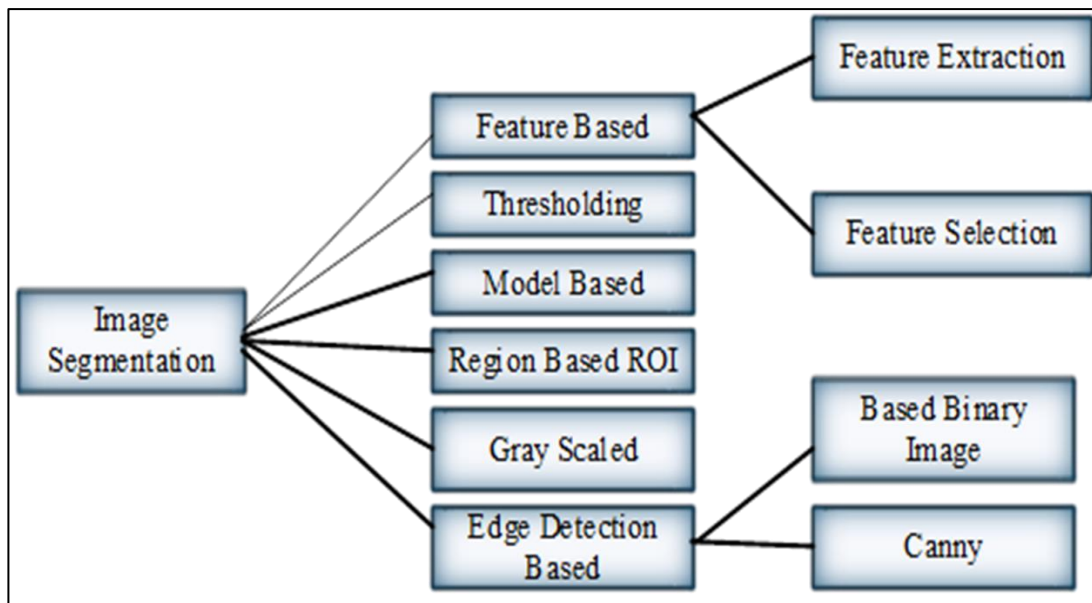 Image
Segmentation
Feature Based
Thresholding
Model Based
Region Based ROI
Gray Scaled
Edge Detection
Based
Feature Extraction
Feature Selection
Based Binary
Image
Canny